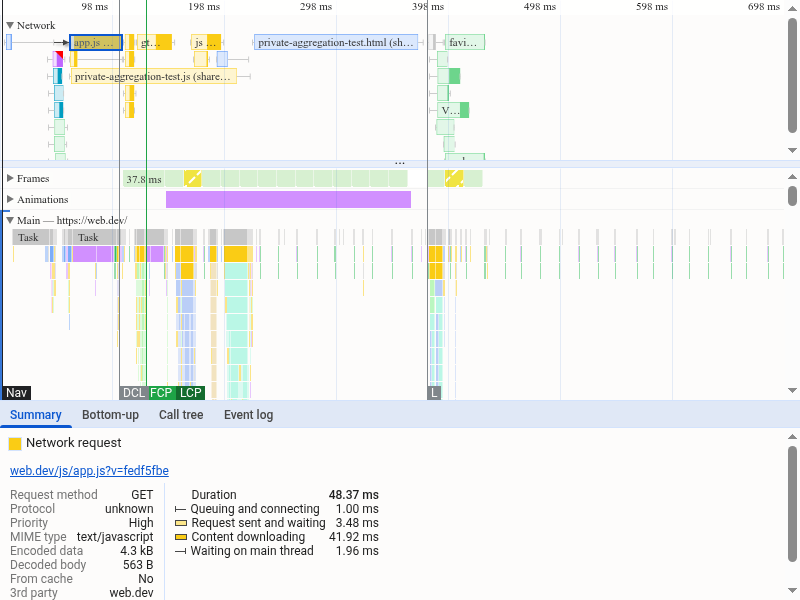 98 ms 198 ms 298 ms 398 ms 498 ms 598 ms 698 ms
Network
app.js ... gt... js ... private-aggregation-test.html (sh... favi...
private-aggregation-test.js (share...
V...
...
Frames 37.8 ms
Animations
Main — https://web.dev/
Task Task
Nav DCL FCP LCP L
Summary Bottom-up Call tree Event log
Network request
web.dev/js/app.js?v=fedf5fbe
Request method GET
Protocol unknown
Priority High
MIME type text/javascript
Encoded data 4.3 kB
Decoded body 563 B
From cache No
3rd party web.dev
Duration 48.37 ms
Queuing and connecting 1.00 ms
Request sent and waiting 3.48 ms
Content downloading 41.92 ms
Waiting on main thread 1.96 ms